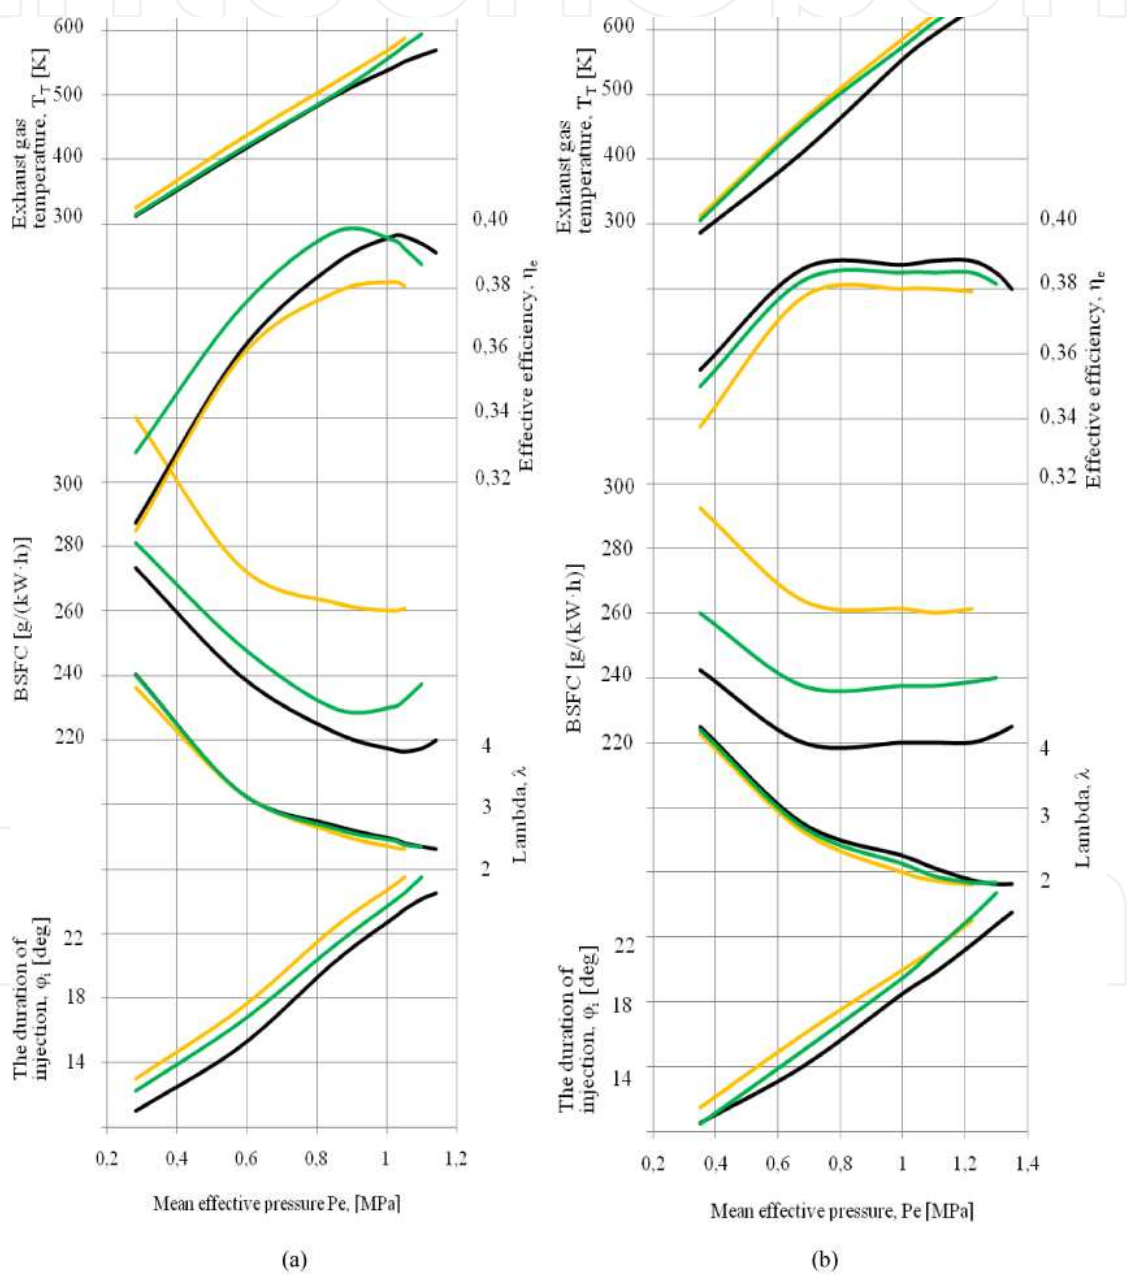 600
500
400
300
Exhaust gas
temperature, T_T [K]
0,40
0,38
0,36
0,34
0,32
Effective efficiency, η_e
300
280
260
240
220
BSFC [g/(kW·h)]
4
3
2
Lambda, λ
22
18
14
The duration of
injection, φ_i [deg]
0,2 0,4 0,6 0,8 1 1,2
Mean effective pressure Pe, [MPa]
(a)
600
500
400
300
Exhaust gas
temperature, T_T [K]
0,40
0,38
0,36
0,34
0,32
Effective efficiency, η_e
300
280
260
240
220
BSFC [g/(kW·h)]
4
3
2
Lambda, λ
22
18
14
The duration of
injection, φ_i [deg]
0,2 0,4 0,6 0,8 1 1,2 1,4
Mean effective pressure, Pe [MPa]
(b)